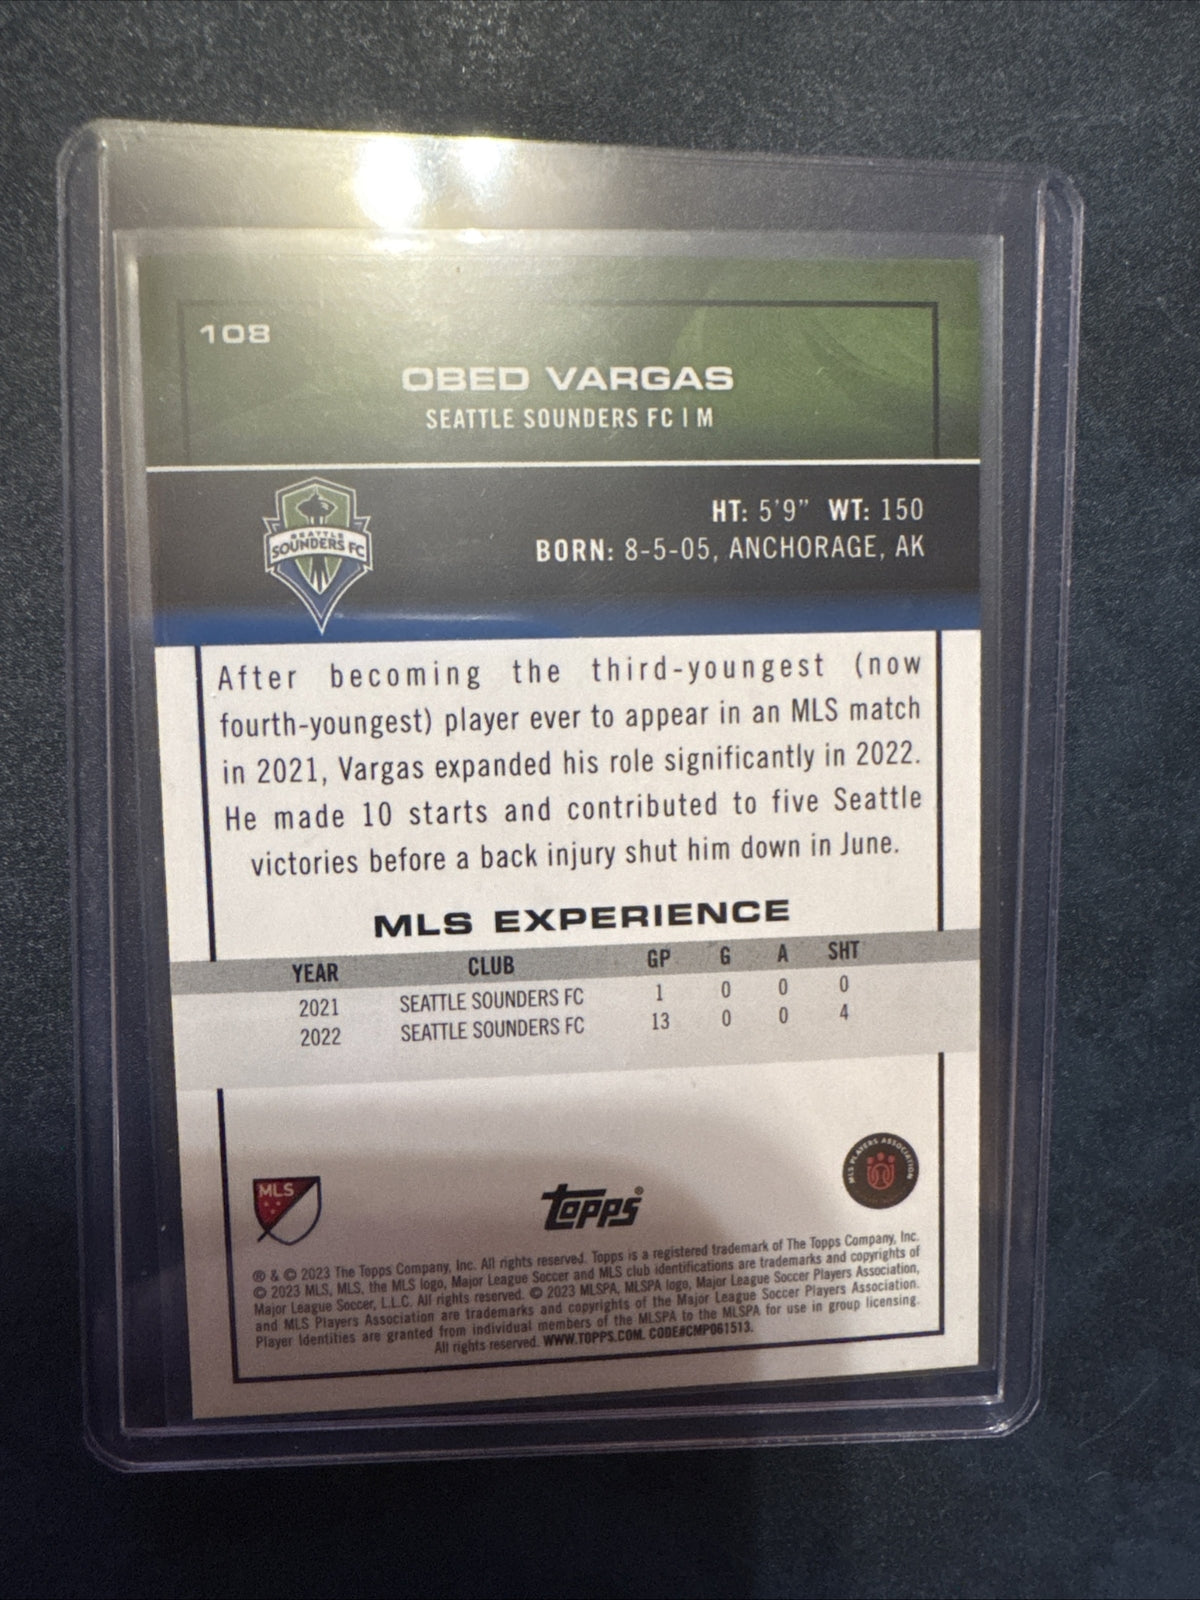 108
OBED VARGAS
SEATTLE SOUNDERS FC | M
SEATTLE
SOUNDERS FC
HT: 5'9" WT: 150
BORN: 8-5-05, ANCHORAGE, AK
After becoming the third-youngest (now
fourth-youngest) player ever to appear in an MLS match
in 2021, Vargas expanded his role significantly in 2022.
He made 10 starts and contributed to five Seattle
victories before a back injury shut him down in June.
MLS EXPERIENCE
YEAR CLUB GP G A SHT
2021 SEATTLE SOUNDERS FC 1 0 0 0
2022 SEATTLE SOUNDERS FC 13 0 0 4
MLS
topps®
MLS PLAYERS ASSOCIATION
® & © 2023 The Topps Company, Inc. All rights reserved. Topps is a registered trademark of The Topps Company, Inc.
© 2023 MLS, MLS, the MLS logo, Major League Soccer and MLS club identifications are trademarks and copyrights of
Major League Soccer, L.L.C. All rights reserved. © 2023 MLSPA, MLSPA logo, Major League Soccer Players Association,
and MLS Players Association are trademarks and copyrights of the Major League Soccer Players Association.
Player Identities are granted from individual members of the MLSPA to the MLSPA for use in group licensing.
All rights reserved. WWW.TOPPS.COM. CODE#CMP061513.